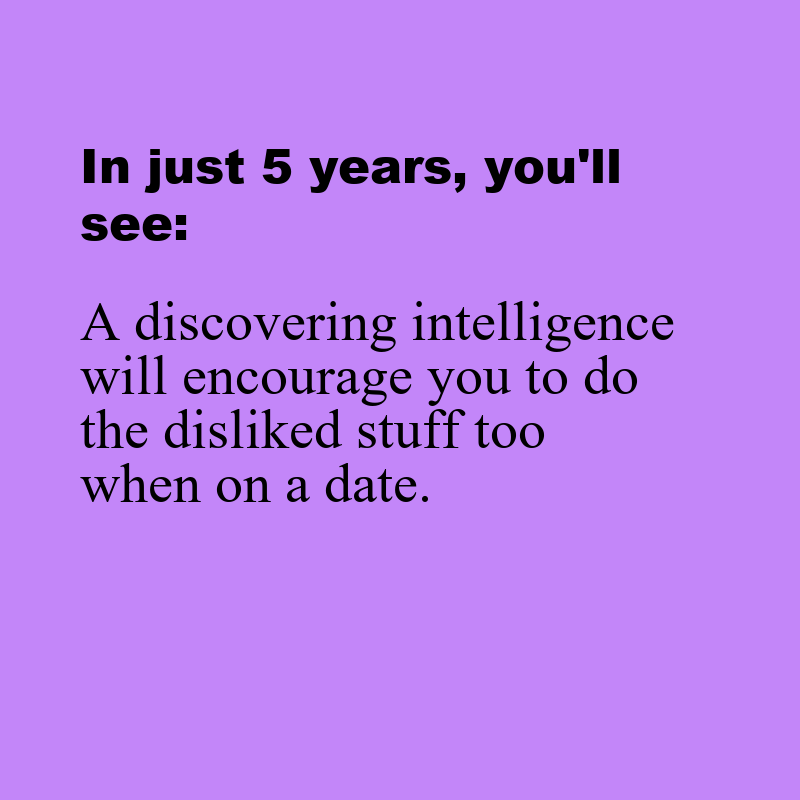 In just 5 years, you'll
see:
A discovering intelligence
will encourage you to do
the disliked stuff too
when on a date.